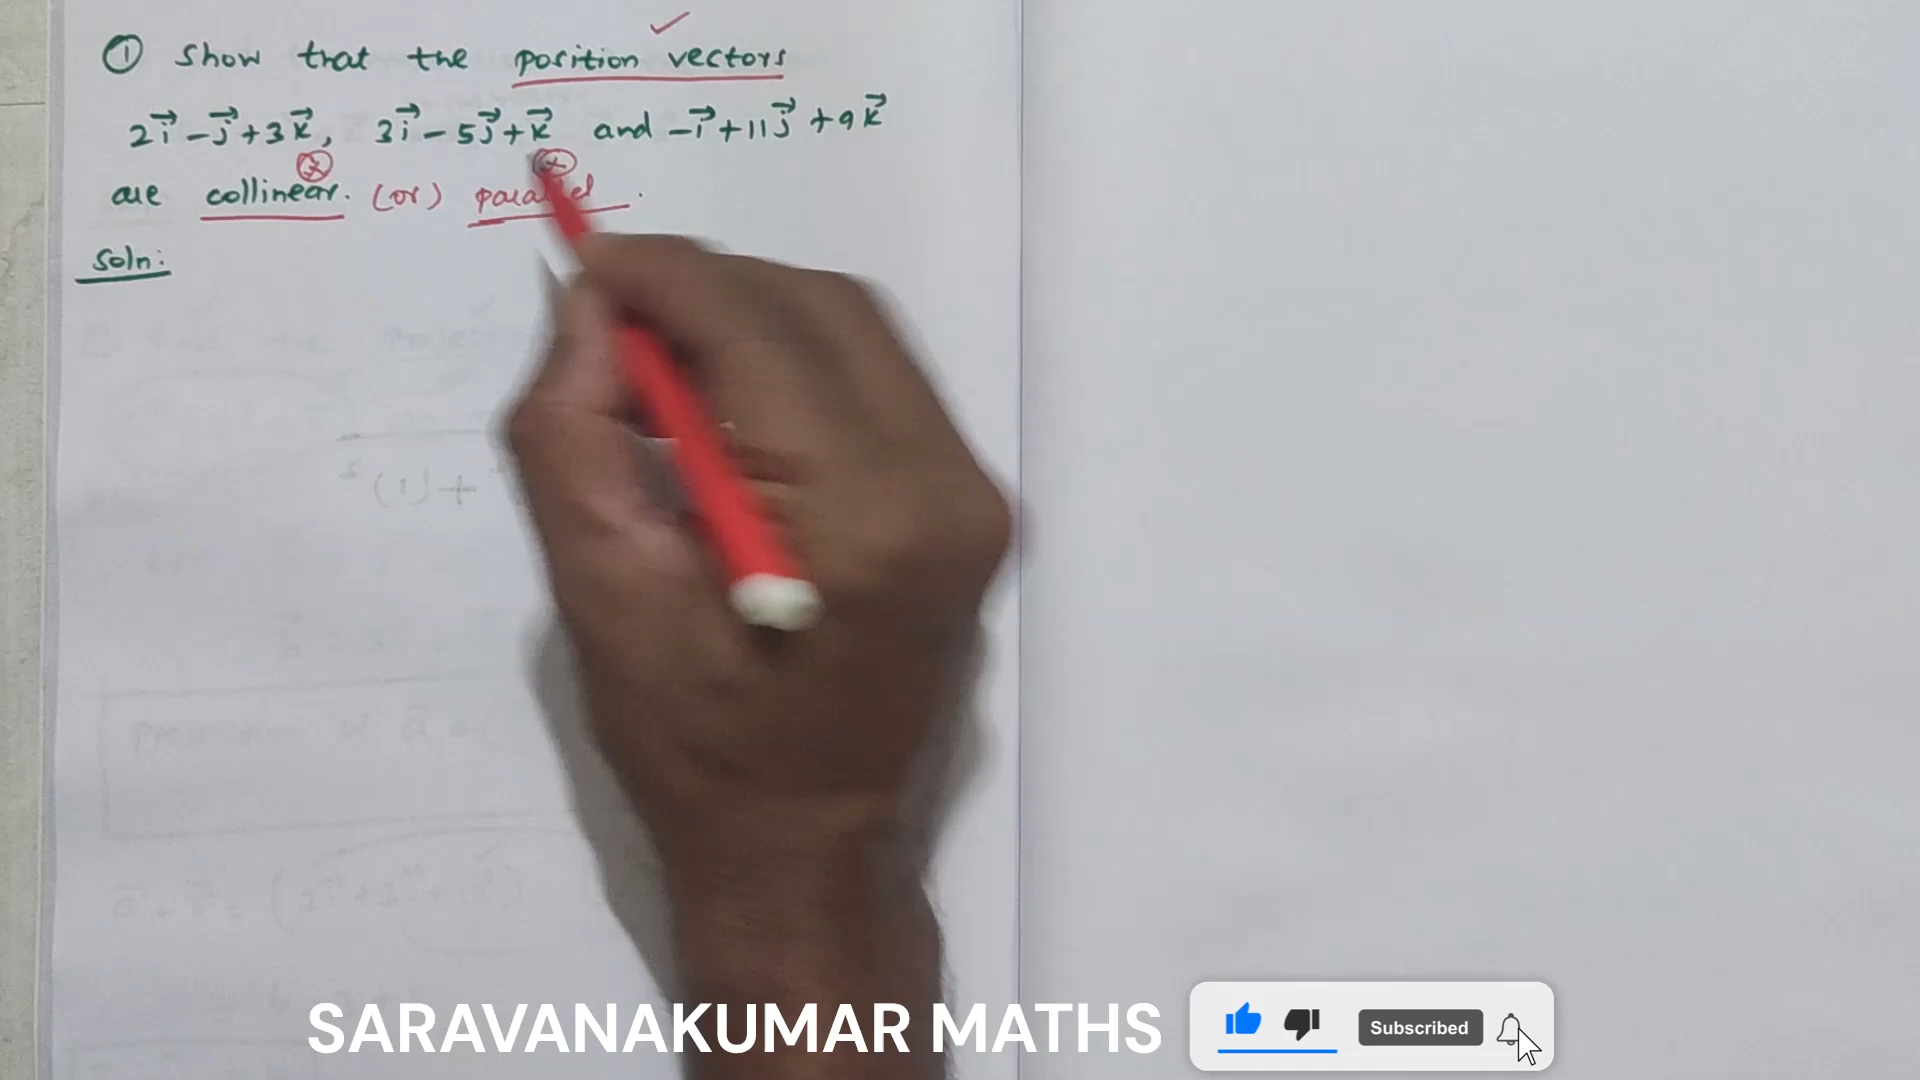 ① Show that the position vectors
2i⃗ - j⃗ + 3k⃗, 3i⃗ - 5j⃗ + k⃗ and -i⃗ + 11j⃗ + 9k⃗
are collinear. (or) parallel.
Soln:
SARAVANAKUMAR MATHS
Subscribed